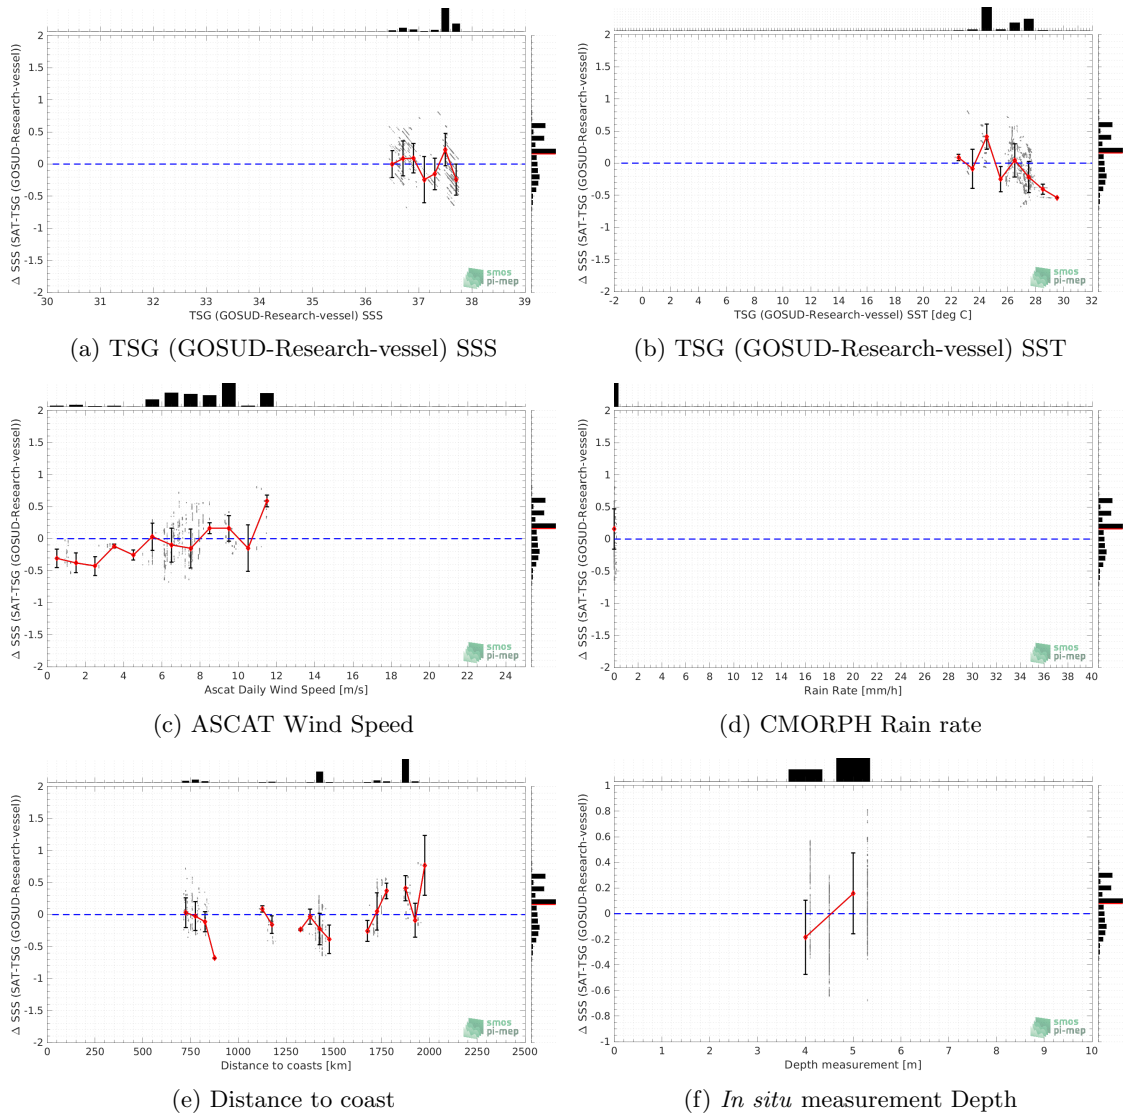 2
1.5
1
0.5
0
-0.5
-1
-1.5
-2
Δ SSS (SAT-TSG (GOSUD-Research-vessel))
30 31 32 33 34 35 36 37 38 39
TSG (GOSUD-Research-vessel) SSS
smos
pi-mep
(a) TSG (GOSUD-Research-vessel) SSS
2
1.5
1
0.5
0
-0.5
-1
-1.5
-2
Δ SSS (SAT-TSG (GOSUD-Research-vessel))
-2 0 2 4 6 8 10 12 14 16 18 20 22 24 26 28 30 32
TSG (GOSUD-Research-vessel) SST [deg C]
smos
pi-mep
(b) TSG (GOSUD-Research-vessel) SST
2
1.5
1
0.5
0
-0.5
-1
-1.5
-2
Δ SSS (SAT-TSG (GOSUD-Research-vessel))
0 2 4 6 8 10 12 14 16 18 20 22 24
Ascat Daily Wind Speed [m/s]
smos
pi-mep
(c) ASCAT Wind Speed
2
1.5
1
0.5
0
-0.5
-1
-1.5
-2
Δ SSS (SAT-TSG (GOSUD-Research-vessel))
0 2 4 6 8 10 12 14 16 18 20 22 24 26 28 30 32 34 36 38 40
Rain Rate [mm/h]
smos
pi-mep
(d) CMORPH Rain rate
2
1.5
1
0.5
0
-0.5
-1
-1.5
-2
Δ SSS (SAT-TSG (GOSUD-Research-vessel))
0 250 500 750 1000 1250 1500 1750 2000 2250 2500
Distance to coasts [km]
smos
pi-mep
(e) Distance to coast
1
0.8
0.6
0.4
0.2
0
-0.2
-0.4
-0.6
-0.8
-1
Δ SSS (SAT-TSG (GOSUD-Research-vessel))
0 1 2 3 4 5 6 7 8 9 10
Depth measurement [m]
smos
pi-mep
(f) In situ measurement Depth